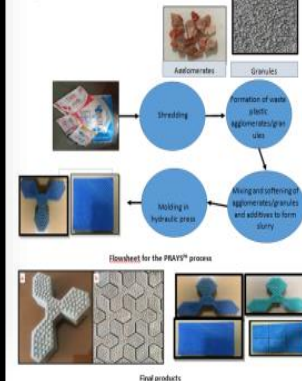 Agglomerates
Granules
Shredding
Formation of waste
plastic
agglomerates/gran
ules
Molding in
hydraulic press
Mixing and softening of
agglomerates/granules
and additives to form
slurry
Flowsheet for the PRAYS™ process
Final products